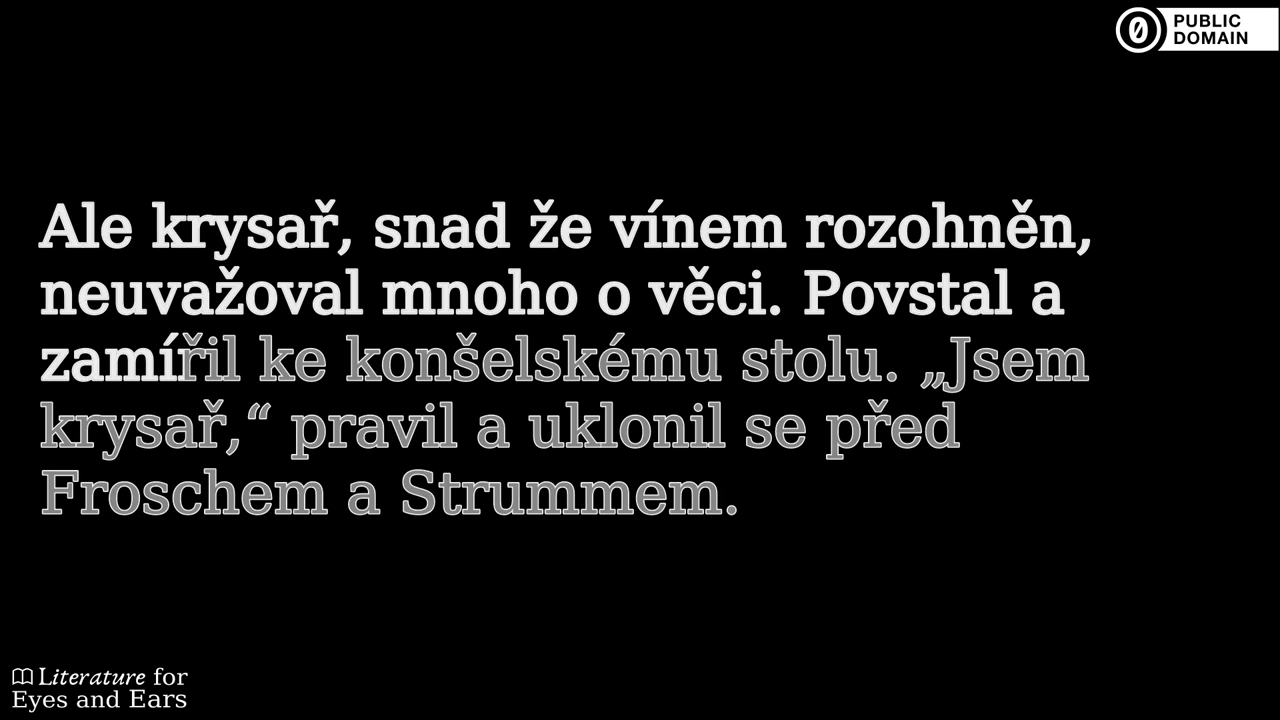 PUBLIC
DOMAIN
Ale krysař, snad že vínem rozohněn,
neuvažoval mnoho o věci. Povstal a
zamířil ke konšelskému stolu. „Jsem
krysař,“ pravil a uklonil se před
Froschem a Strummem.
Literature for
Eyes and Ears